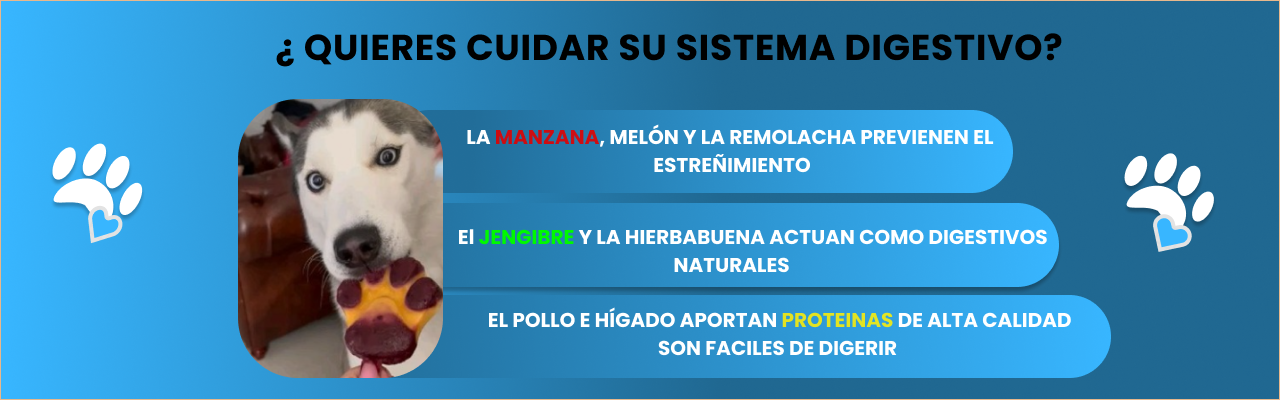 ¿ QUIERES CUIDAR SU SISTEMA DIGESTIVO?
LA MANZANA, MELÓN Y LA REMOLACHA PREVIENEN EL
ESTREÑIMIENTO
El JENGIBRE Y LA HIERBABUENA ACTUAN COMO DIGESTIVOS
NATURALES
EL POLLO E HÍGADO APORTAN PROTEINAS DE ALTA CALIDAD
SON FACILES DE DIGERIR